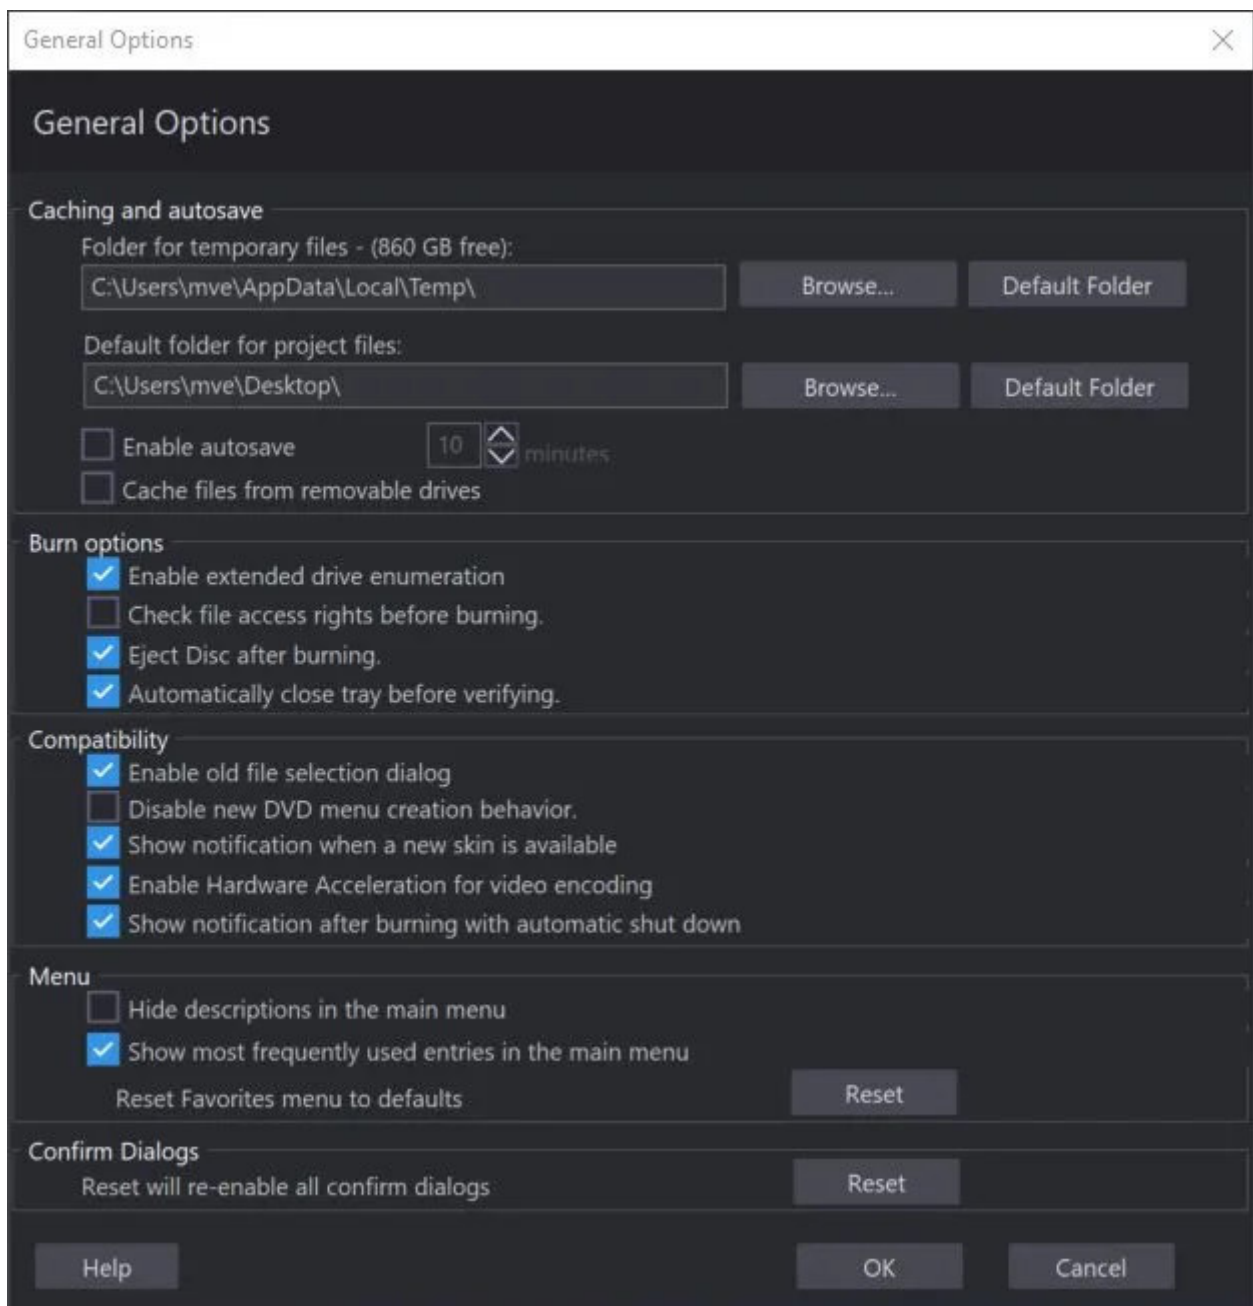 General Options
General Options
Caching and autosave
Folder for temporary files - (860 GB free):
C:\Users\mve\AppData\Local\Temp\ Browse... Default Folder
Default folder for project files:
C:\Users\mve\Desktop\ Browse... Default Folder
Enable autosave 10 minutes
Cache files from removable drives
Burn options
Enable extended drive enumeration
Check file access rights before burning.
Eject Disc after burning.
Automatically close tray before verifying.
Compatibility
Enable old file selection dialog
Disable new DVD menu creation behavior.
Show notification when a new skin is available
Enable Hardware Acceleration for video encoding
Show notification after burning with automatic shut down
Menu
Hide descriptions in the main menu
Show most frequently used entries in the main menu
Reset Favorites menu to defaults Reset
Confirm Dialogs
Reset will re-enable all confirm dialogs Reset
Help OK Cancel